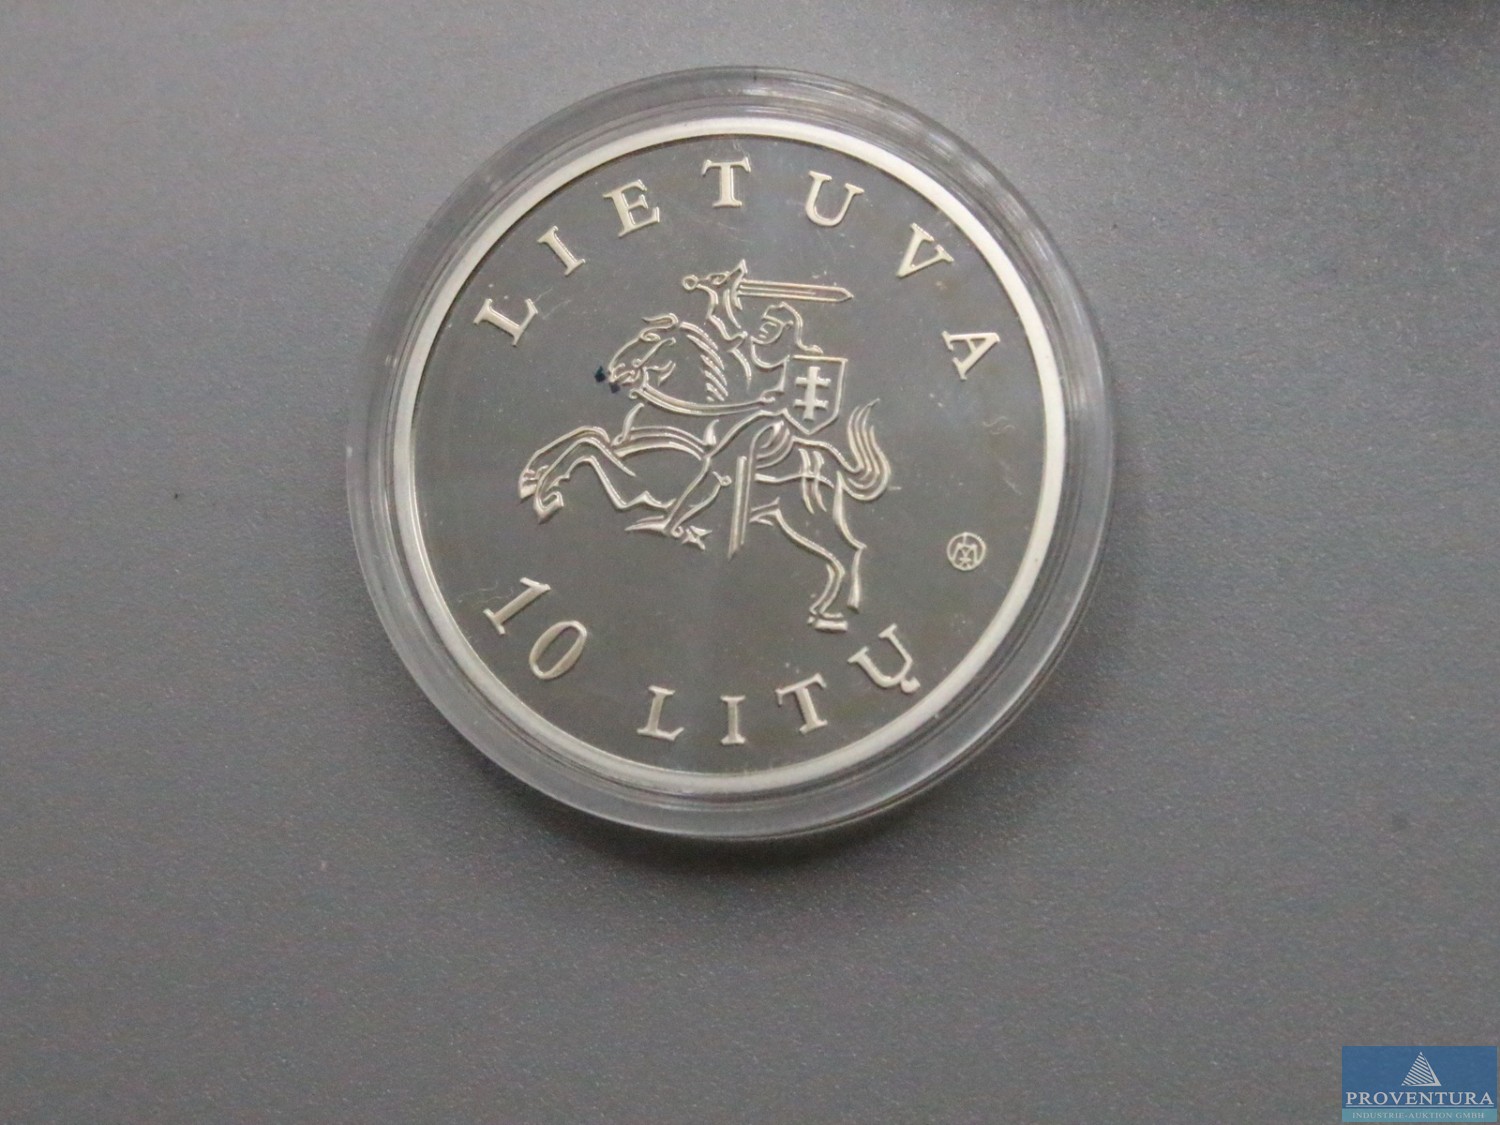 LIETUVA
10 LITŲ
PROVENTURA
INDUSTRIE-AUKTION GMBH